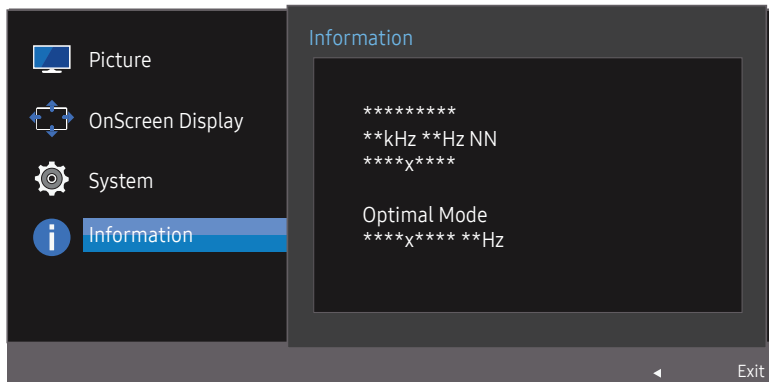 Picture
OnScreen Display
System
Information
Information
*********
**kHz **Hz NN
****x****
Optimal Mode
****x**** **Hz
Exit